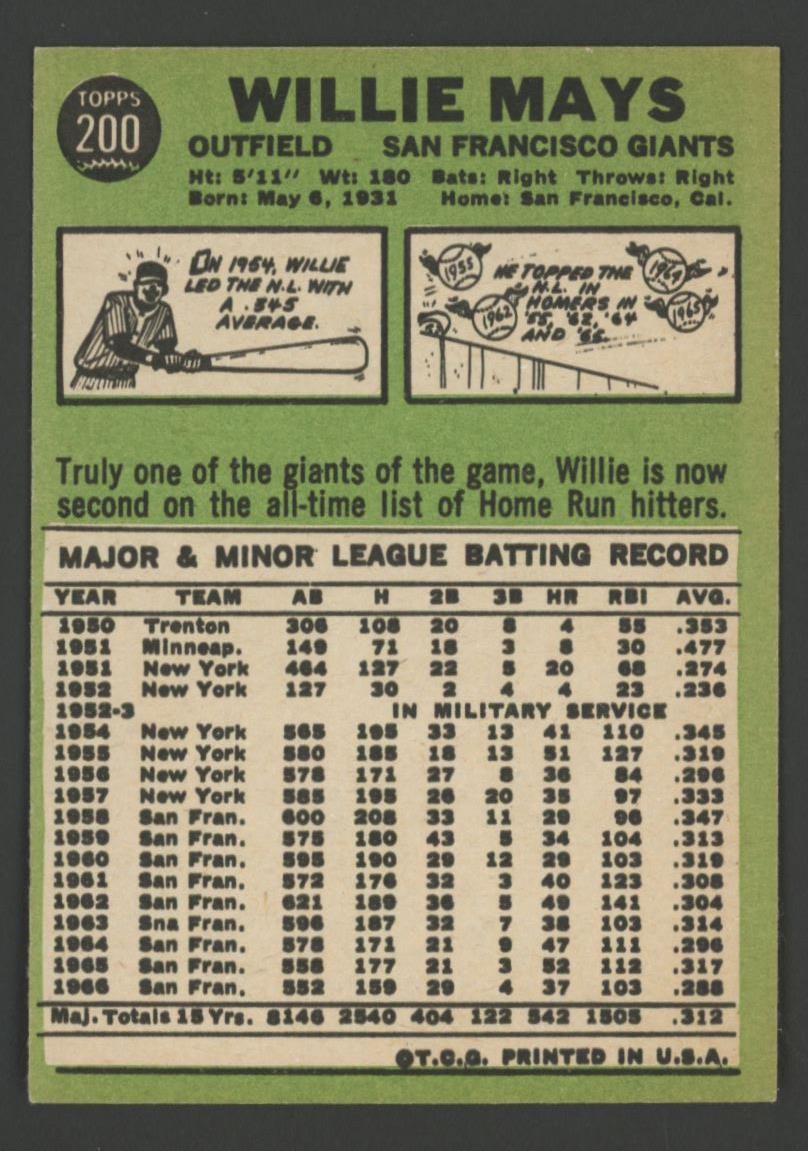 TOPPS
200
WILLIE MAYS
OUTFIELD SAN FRANCISCO GIANTS
Ht: 5'11" Wt: 180 Bats: Right Throws: Right
Born: May 6, 1931 Home: San Francisco, Cal.
ON 1954, WILLIE
LED THE N.L. WITH
A .345
AVERAGE.
1955
1962
HE TOPPED THE
N.L. IN
HOMERS IN
'55, '62, '64
AND '65.
1964
1965
Truly one of the giants of the game, Willie is now
second on the all-time list of Home Run hitters.
MAJOR & MINOR LEAGUE BATTING RECORD
YEAR TEAM AB H 2B 3B HR RBI AVG.
1950 Trenton 306 108 20 8 4 55 .353
1951 Minneap. 149 71 18 3 8 30 .477
1951 New York 464 127 22 5 20 68 .274
1952 New York 127 30 2 4 4 23 .236
1952-3 IN MILITARY SERVICE
1954 New York 565 195 33 13 41 110 .345
1955 New York 580 185 18 13 51 127 .319
1956 New York 578 171 27 8 36 84 .296
1957 New York 585 195 26 20 35 97 .333
1958 San Fran. 600 208 33 11 29 96 .347
1959 San Fran. 575 180 43 5 34 104 .313
1960 San Fran. 595 190 29 12 29 103 .319
1961 San Fran. 572 176 32 3 40 123 .308
1962 San Fran. 621 189 36 5 49 141 .304
1963 Sna Fran. 596 187 32 7 38 103 .314
1964 San Fran. 578 171 21 9 47 111 .296
1965 San Fran. 558 177 21 3 52 112 .317
1966 San Fran. 552 159 29 4 37 103 .288
Maj. Totals 15 Yrs. 8146 2540 404 122 542 1505 .312
©T.C.G. PRINTED IN U.S.A.